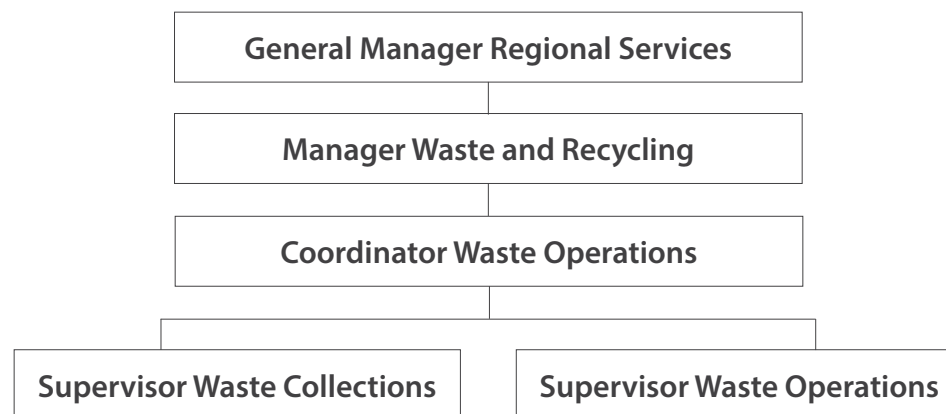 General Manager Regional Services
Manager Waste and Recycling
Coordinator Waste Operations
Supervisor Waste Collections
Supervisor Waste Operations